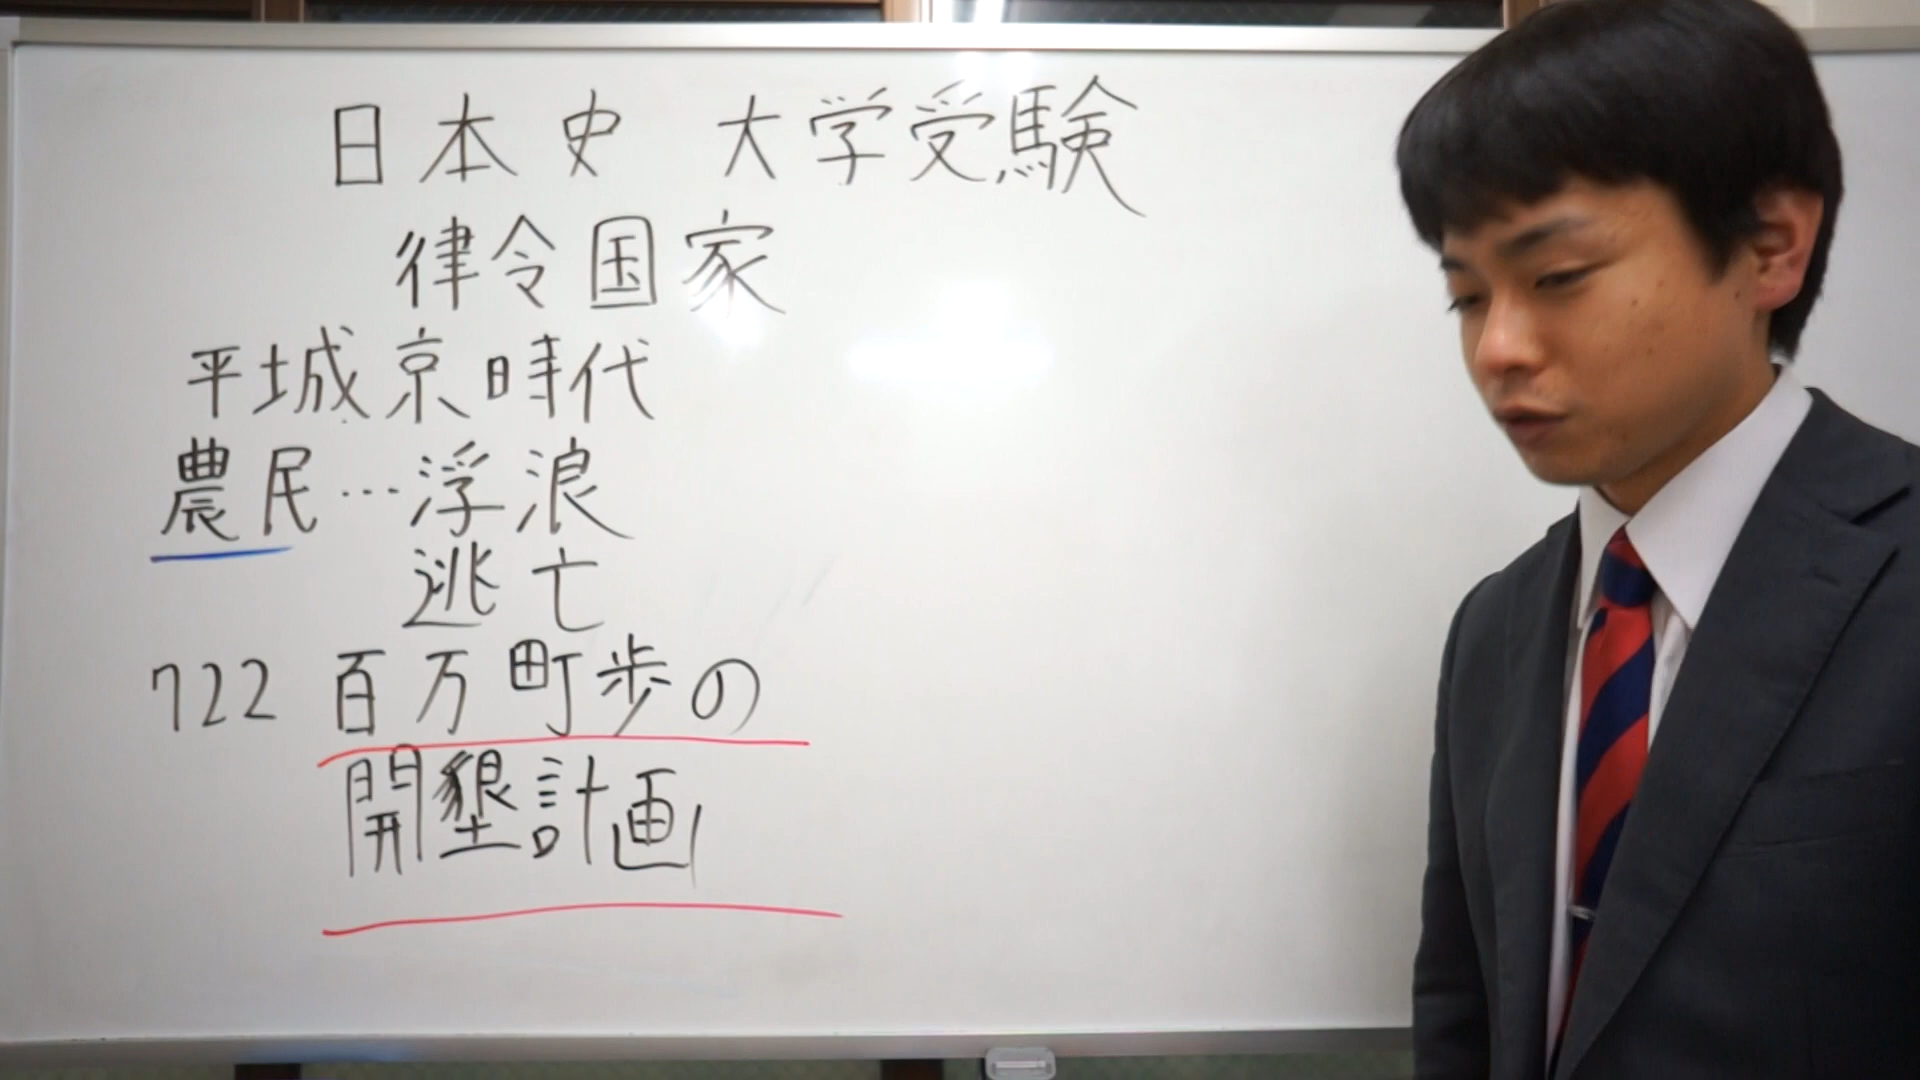 日本史 大学受験
律令国家
平城京時代
農民…浮浪
逃亡
722 百万町歩の
開墾計画